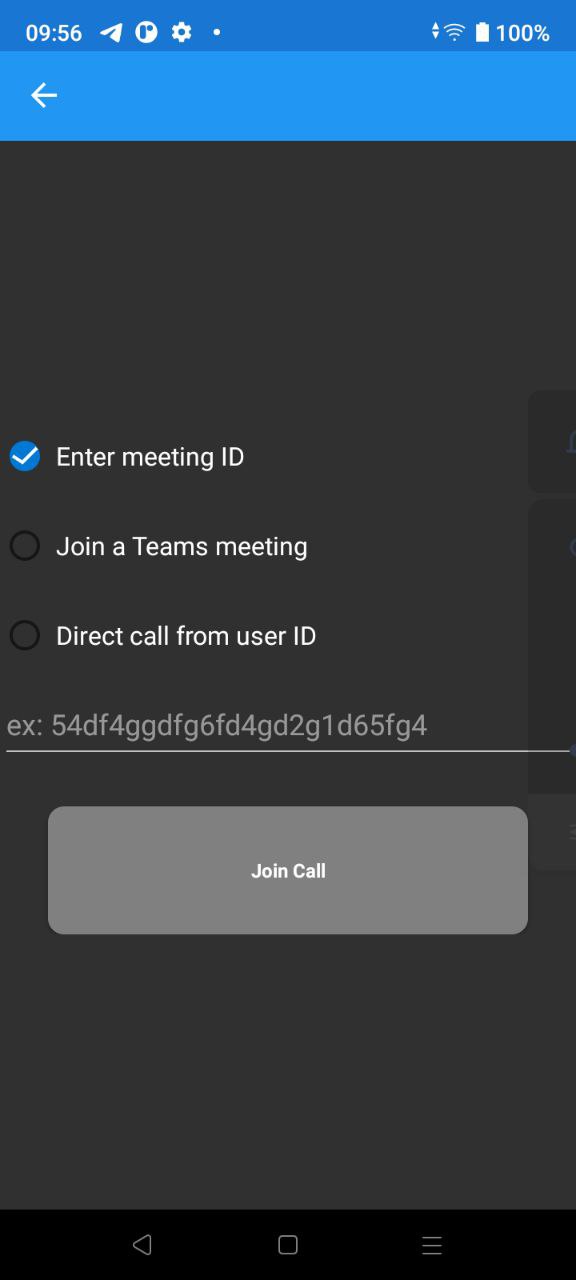 09:56 100%
Enter meeting ID
Join a Teams meeting
Direct call from user ID
ex: 54df4ggdfg6fd4gd2g1d65fg4
Join Call